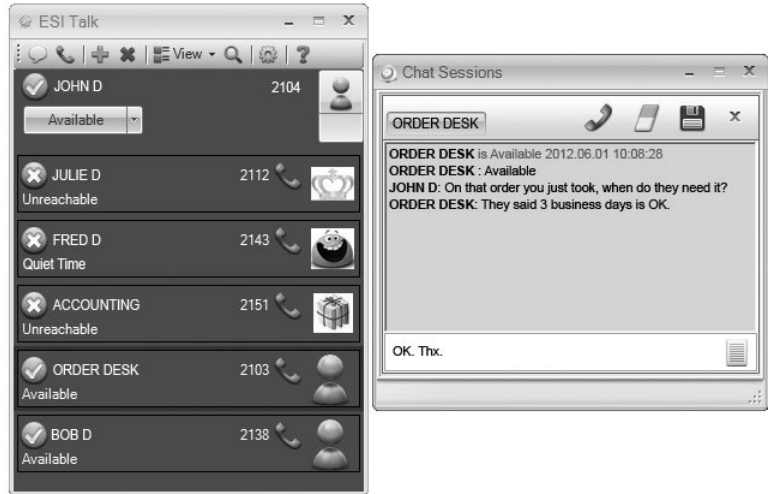 ESI Talk
View
?
JOHN D 2104
Available
JULIE D 2112
Unreachable
FRED D 2143
Quiet Time
ACCOUNTING 2151
Unreachable
ORDER DESK 2103
Available
BOB D 2138
Available
Chat Sessions
ORDER DESK
ORDER DESK is Available 2012.06.01 10:08:28
ORDER DESK : Available
JOHN D: On that order you just took, when do they need it?
ORDER DESK: They said 3 business days is OK.
OK. Thx.